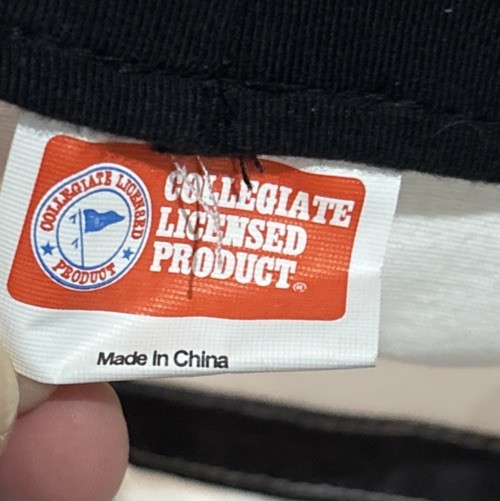 COLLEGIATE LICENSED
PRODUCT
COLLEGIATE
LICENSED
PRODUCT®
Made In China